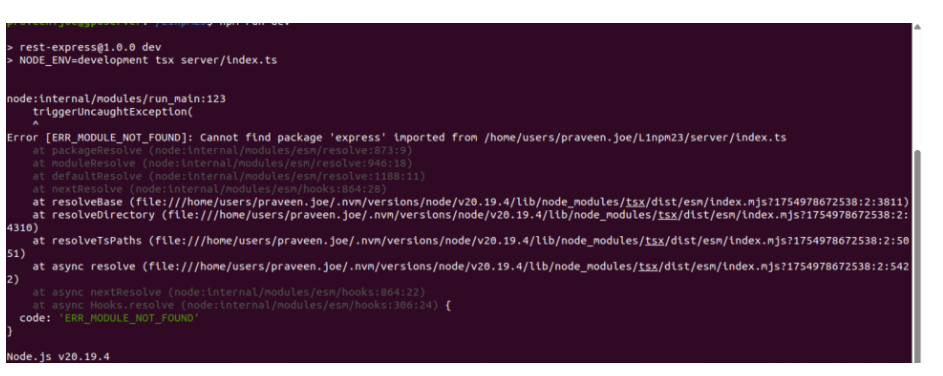 > rest-express@1.0.0 dev
> NODE_ENV=development tsx server/index.ts
node:internal/modules/run_main:123
    triggerUncaughtException(
    ^
Error [ERR_MODULE_NOT_FOUND]: Cannot find package 'express' imported from /home/users/praveen.joe/L1npm23/server/index.ts
    at packageResolve (node:internal/modules/esm/resolve:873:9)
    at moduleResolve (node:internal/modules/esm/resolve:946:18)
    at defaultResolve (node:internal/modules/esm/resolve:1188:11)
    at nextResolve (node:internal/modules/esm/hooks:864:28)
    at resolveBase (file:///home/users/praveen.joe/.nvm/versions/node/v20.19.4/lib/node_modules/tsx/dist/esm/index.mjs?1754978672538:2:3811)
    at resolveDirectory (file:///home/users/praveen.joe/.nvm/versions/node/v20.19.4/lib/node_modules/tsx/dist/esm/index.mjs?1754978672538:2:
4310)
    at resolveTsPaths (file:///home/users/praveen.joe/.nvm/versions/node/v20.19.4/lib/node_modules/tsx/dist/esm/index.mjs?1754978672538:2:50
51)
    at async resolve (file:///home/users/praveen.joe/.nvm/versions/node/v20.19.4/lib/node_modules/tsx/dist/esm/index.mjs?1754978672538:2:542
2)
    at async nextResolve (node:internal/modules/esm/hooks:864:22)
    at async Hooks.resolve (node:internal/modules/esm/hooks:306:24) {
  code: 'ERR_MODULE_NOT_FOUND'
}
Node.js v20.19.4